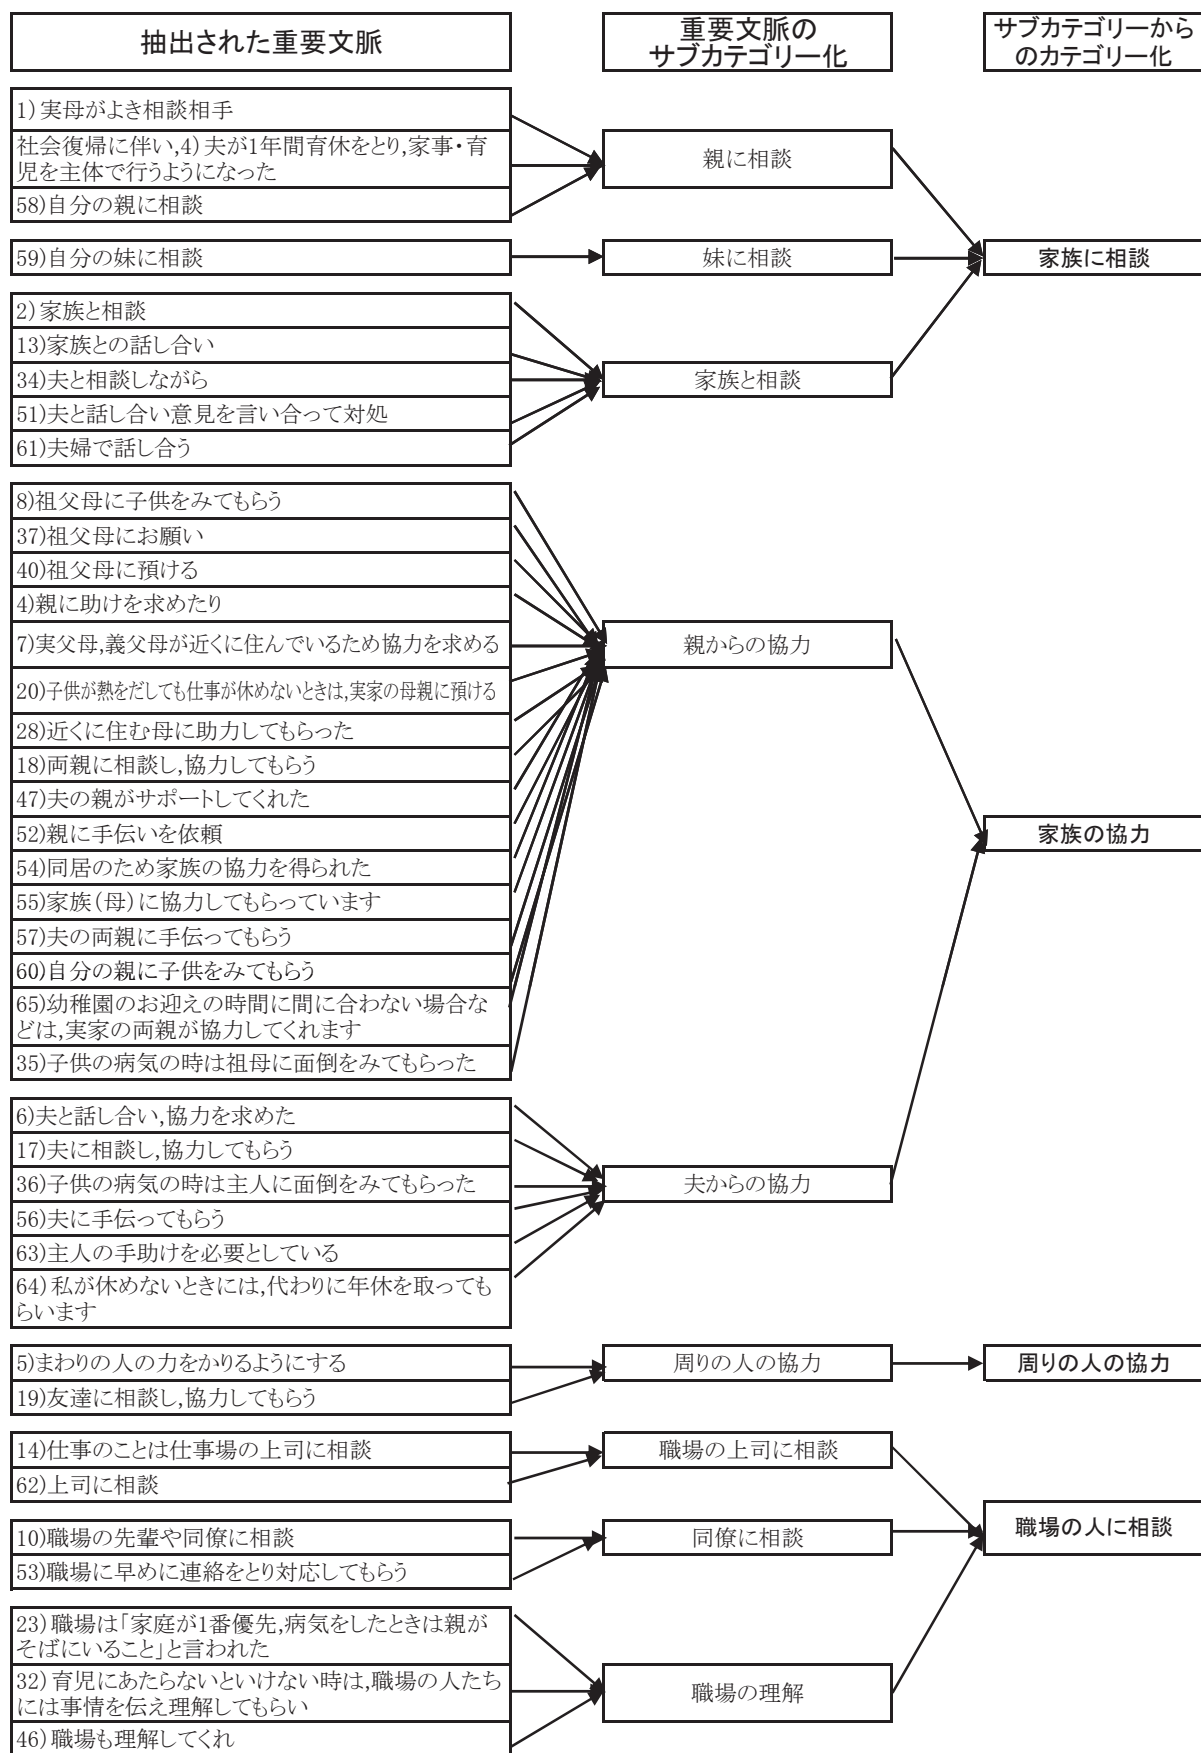 抽出された重要文脈
重要文脈の
サブカテゴリー化
サブカテゴリーから
のカテゴリー化
1)実母がよき相談相手
社会復帰に伴い,4)夫が1年間育休をとり,家事・育
児を主体で行うようになった
58)自分の親に相談
親に相談
59)自分の妹に相談
妹に相談
家族に相談
2)家族と相談
13)家族との話し合い
34)夫と相談しながら
51)夫と話し合い意見を言い合って対処
61)夫婦で話し合う
家族と相談
8)祖父母に子供をみてもらう
37)祖父母にお願い
40)祖父母に預ける
4)親に助けを求めたり
7)実父母,義父母が近くに住んでいるため協力を求める
20)子供が熱をだしても仕事が休めないときは,実家の母親に預ける
28)近くに住む母に助力してもらった
18)両親に相談し,協力してもらう
47)夫の親がサポートしてくれた
52)親に手伝いを依頼
54)同居のため家族の協力を得られた
55)家族(母)に協力してもらっています
57)夫の両親に手伝ってもらう
60)自分の親に子供をみてもらう
65)幼稚園のお迎えの時間に間に合わない場合な
どは,実家の両親が協力してくれます
35)子供の病気の時は祖母に面倒をみてもらった
親からの協力
家族の協力
6)夫と話し合い,協力を求めた
17)夫に相談し,協力してもらう
36)子供の病気の時は主人に面倒をみてもらった
56)夫に手伝ってもらう
63)主人の手助けを必要としている
64)私が休めないときには,代わりに年休を取っても
らいます
夫からの協力
5)まわりの人の力をかりるようにする
19)友達に相談し,協力してもらう
周りの人の協力
周りの人の協力
14)仕事のことは仕事場の上司に相談
62)上司に相談
職場の上司に相談
10)職場の先輩や同僚に相談
53)職場に早めに連絡をとり対応してもらう
同僚に相談
職場の人に相談
23)職場は「家庭が1番優先,病気をしたときは親が
そばにいること」と言われた
32)育児にあたらないといけない時は,職場の人たち
には事情を伝え理解してもらい
46)職場も理解してくれ
職場の理解